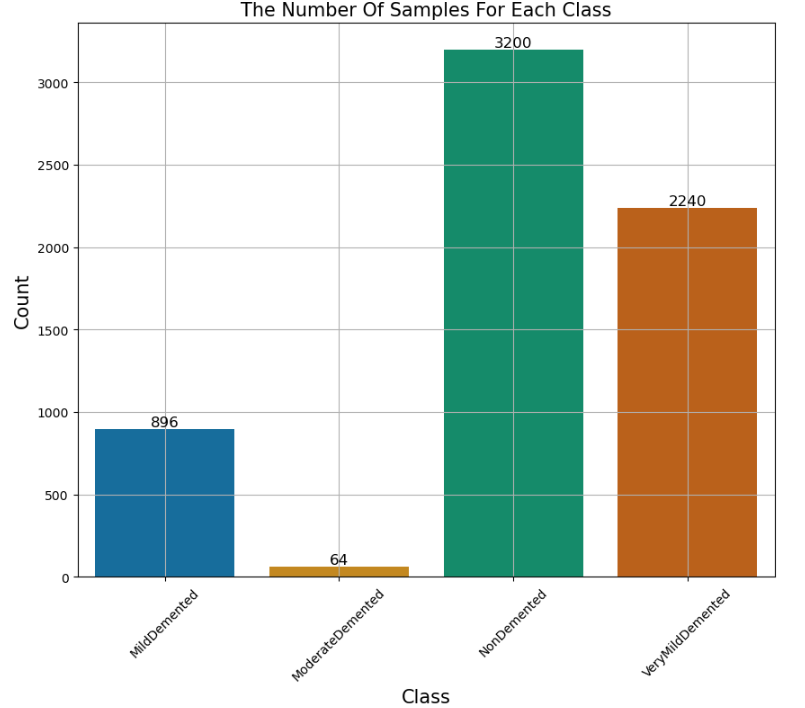 The Number Of Samples For Each Class
3200
3000
2500
2240
2000
Count
1500
1000
896
500
64
0
MildDemented
ModerateDemented
NonDemented
VeryMildDemented
Class